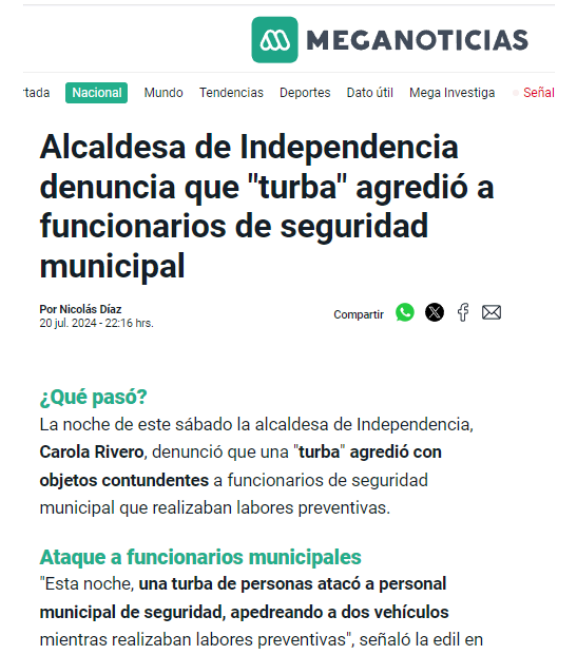 MEGANOTICIAS
Nacional Mundo Tendencias Deportes Dato útil Mega Investiga Señal
Alcaldesa de Independencia
denuncia que "turba" agredió a
funcionarios de seguridad
municipal
Por Nicolás Díaz
20 jul. 2024 - 22:16 hrs.
Compartir
¿Qué pasó?
La noche de este sábado la alcaldesa de Independencia,
Carola Rivero, denunció que una "turba" agredió con
objetos contundentes a funcionarios de seguridad
municipal que realizaban labores preventivas.
Ataque a funcionarios municipales
"Esta noche, una turba de personas atacó a personal
municipal de seguridad, apedreando a dos vehículos
mientras realizaban labores preventivas", señaló la edil en